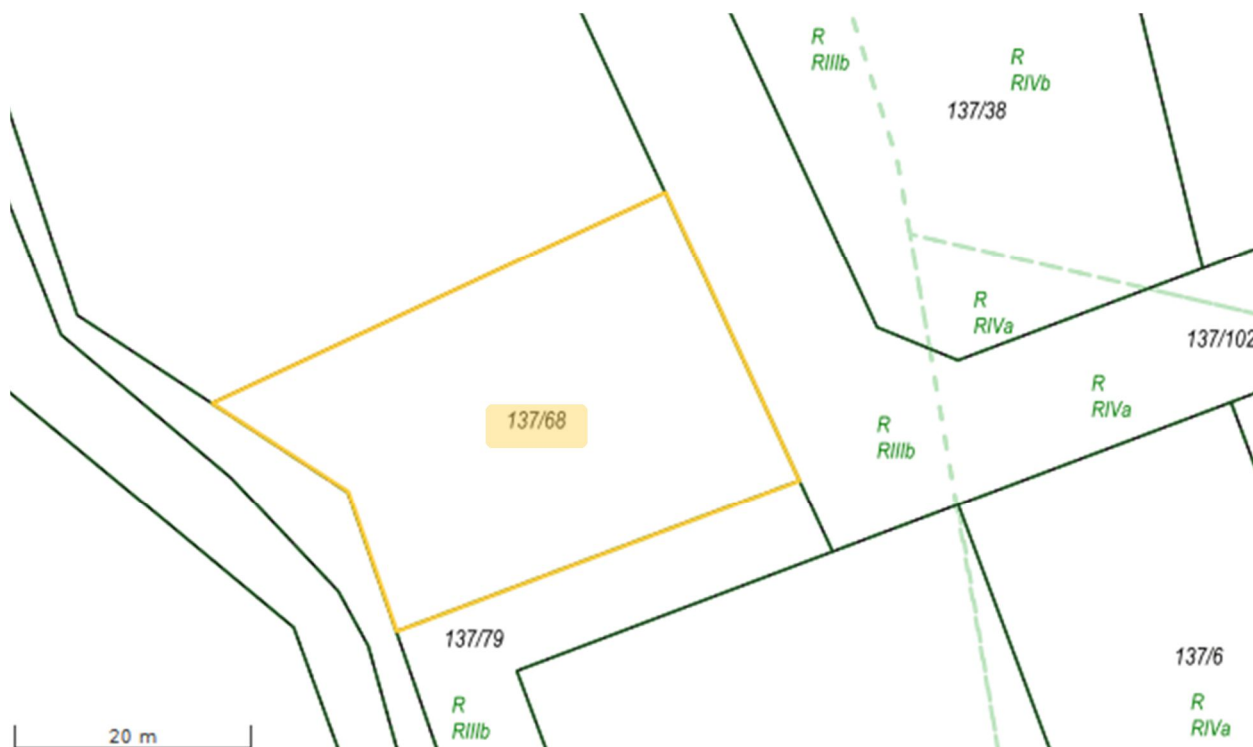 R
RIIIb
R
RIVb
137/38
R
RIVa
137/102
R
RIVa
137/68
R
RIIIb
137/79
137/6
R
RIIIb
R
RIVa
20 m